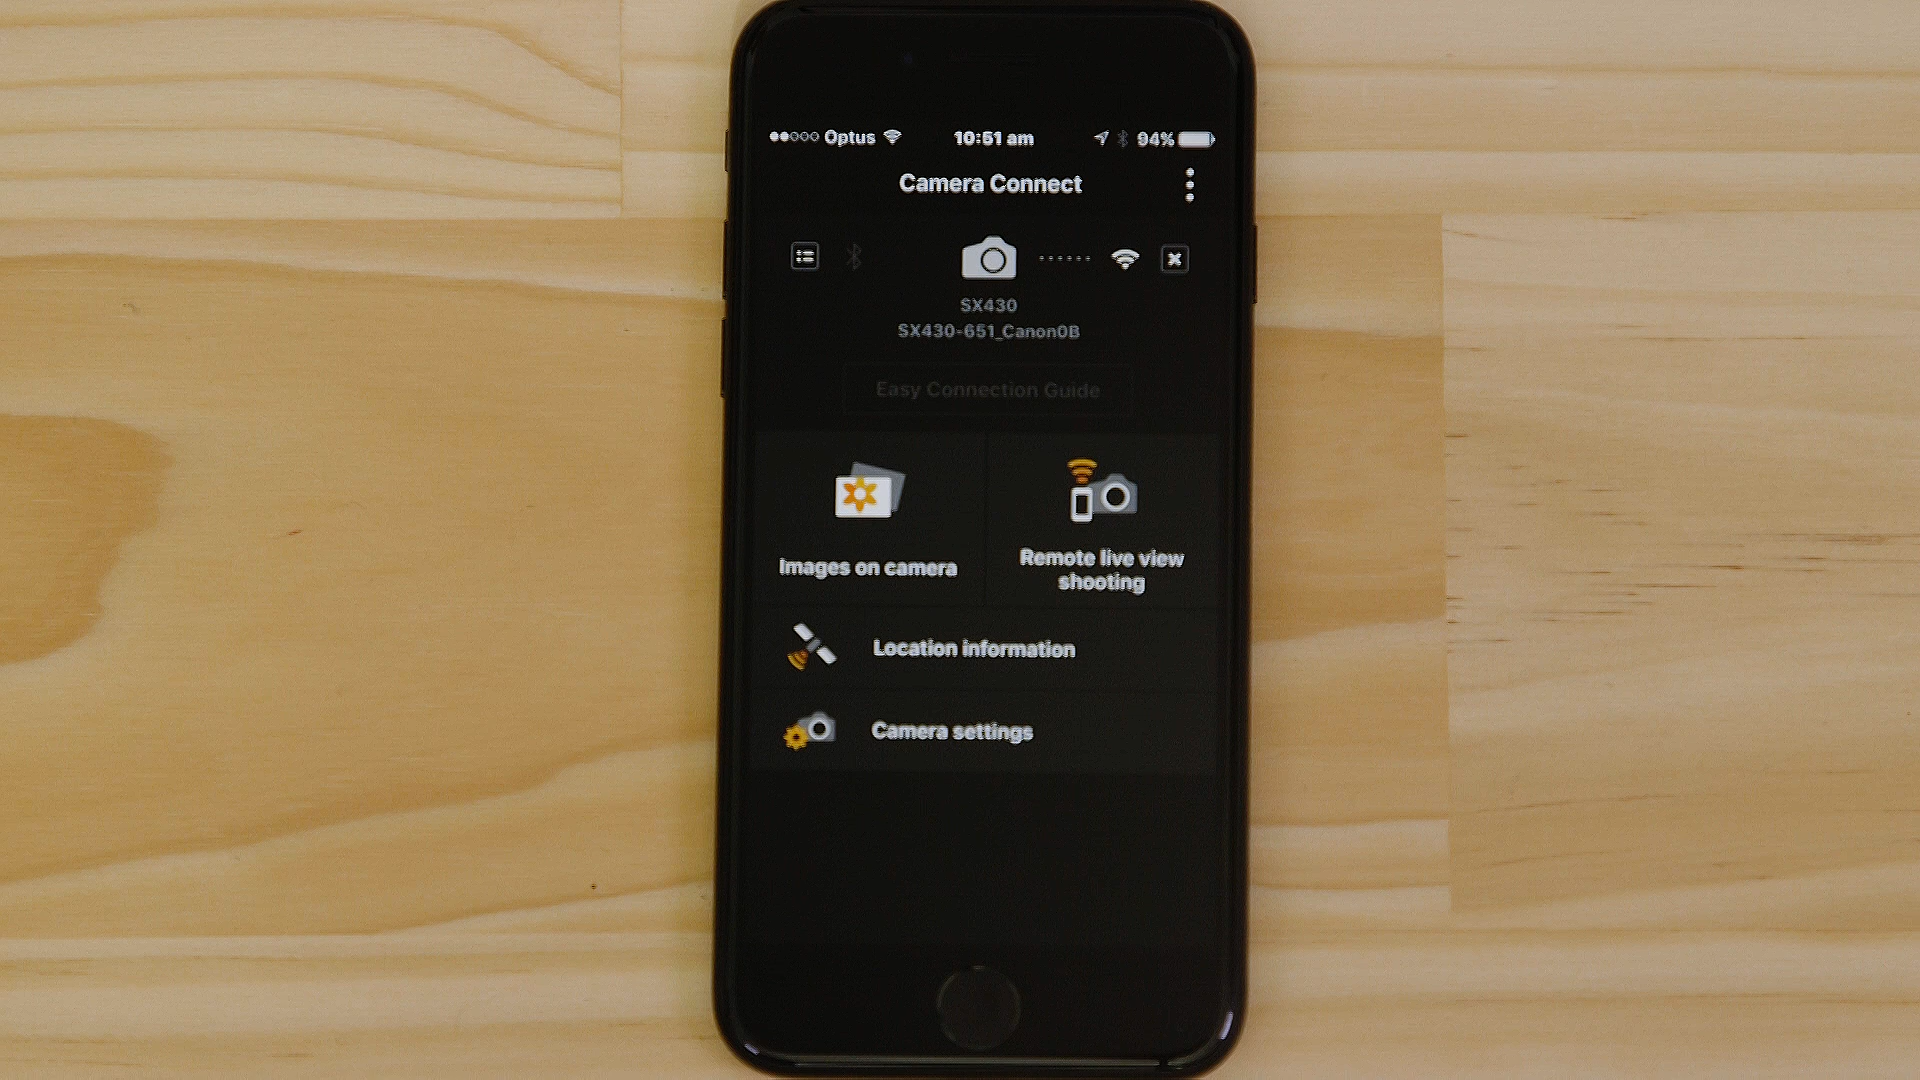 Optus 10:51 am 94%
Camera Connect
SX430
SX430-651_Canon0B
Easy Connection Guide
Images on camera
Remote live view
shooting
Location information
Camera settings